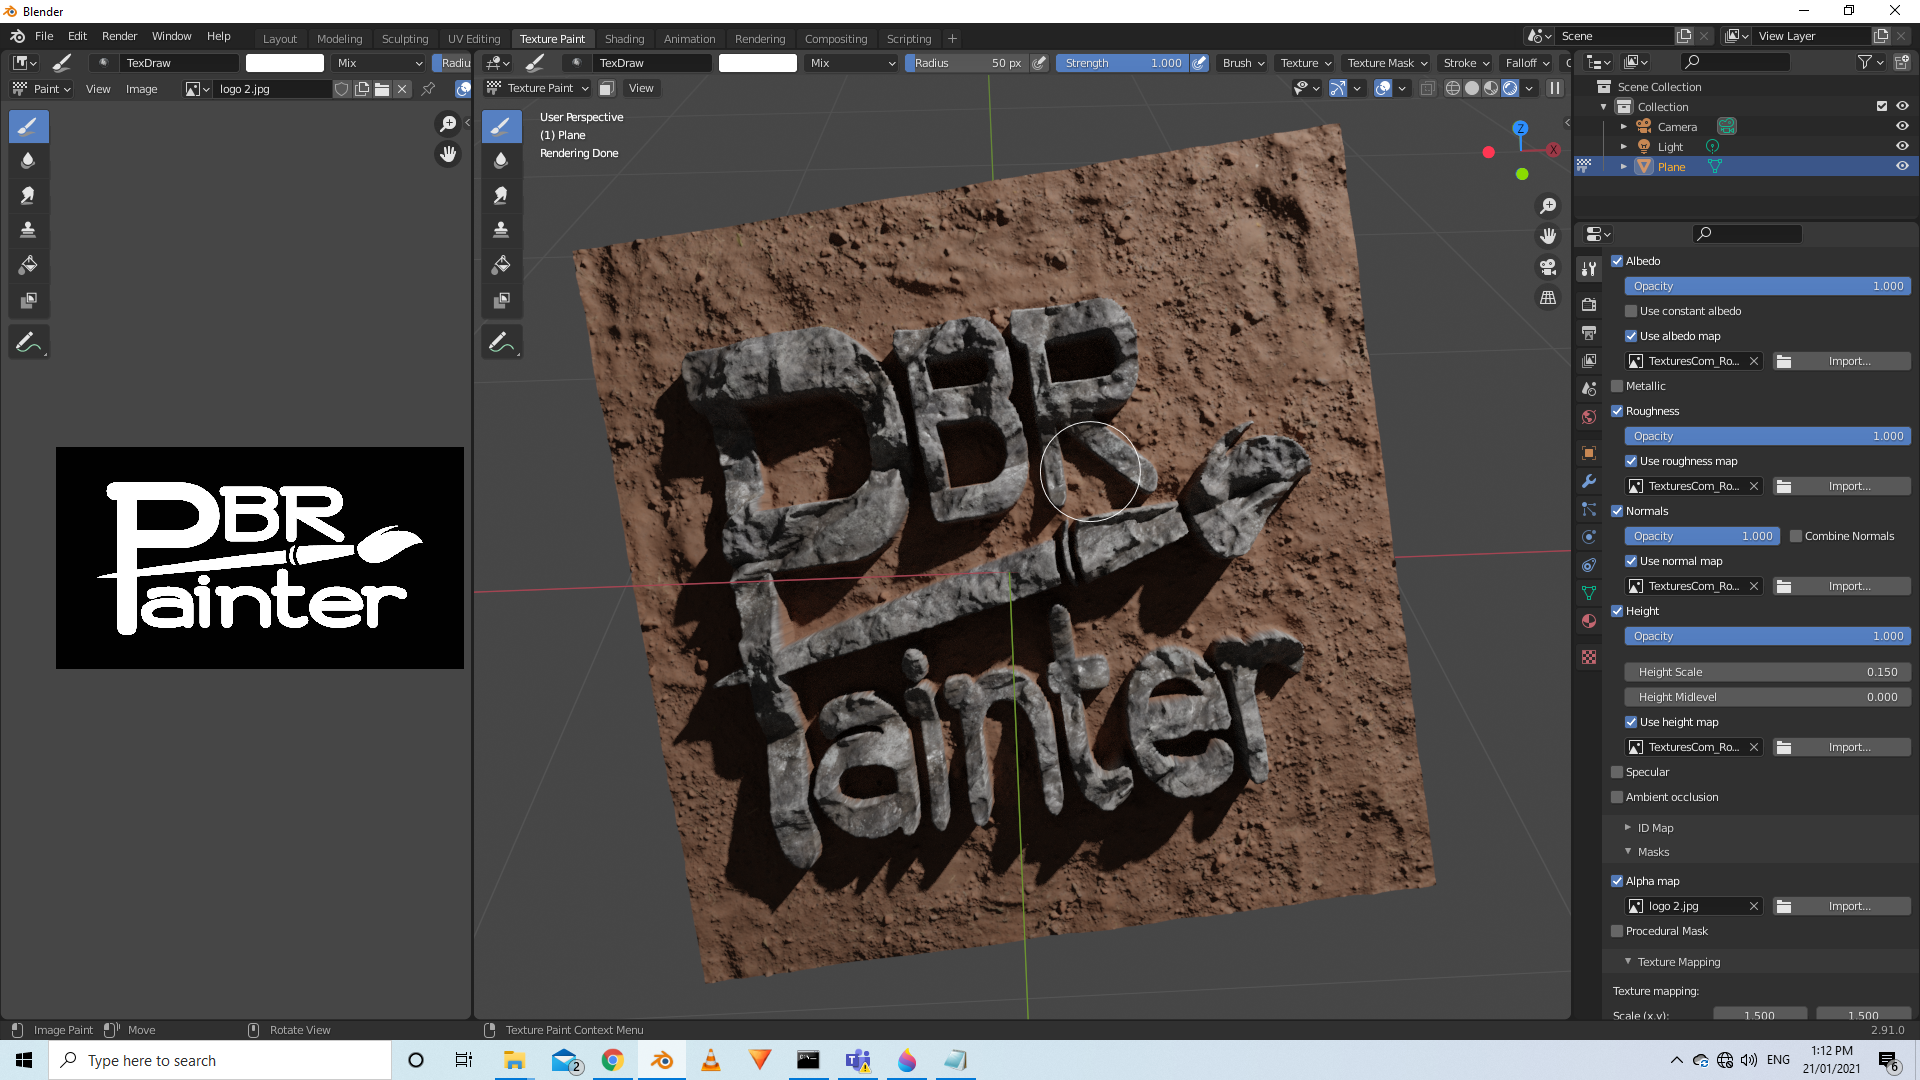 Blender
File Edit Render Window Help
Layout Modeling Sculpting UV Editing Texture Paint Shading Animation Rendering Compositing Scripting +
Scene
View Layer
TexDraw Mix Radiu
TexDraw Mix Radius 50 px Strength 1.000 Brush Texture Texture Mask Stroke Falloff
Paint View Image logo 2.jpg
Texture Paint View
User Perspective
(1) Plane
Rendering Done
Z
X
PBR
Painter
PBR
Painter
Scene Collection
Collection
Camera
Light
Plane
Albedo
Opacity 1.000
Use constant albedo
Use albedo map
TexturesCom_Ro... Import...
Metallic
Roughness
Opacity 1.000
Use roughness map
TexturesCom_Ro... Import...
Normals
Opacity 1.000 Combine Normals
Use normal map
TexturesCom_Ro... Import...
Height
Opacity 1.000
Height Scale 0.150
Height Midlevel 0.000
Use height map
TexturesCom_Ro... Import...
Specular
Ambient occlusion
ID Map
Masks
Alpha map
logo 2.jpg Import...
Procedural Mask
Texture Mapping
Texture mapping:
Scale (x,y): 1.500 1.500
Image Paint Move Rotate View Texture Paint Context Menu 2.91.0
Type here to search
2
ENG
1:12 PM
21/01/2021
6